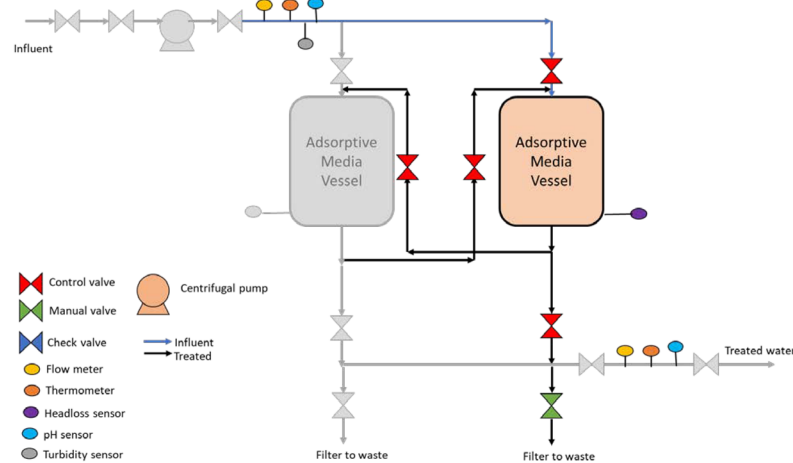 Influent
Adsorptive
Media
Vessel
Adsorptive
Media
Vessel
Control valve
Centrifugal pump
Manual valve
Check valve
Influent
Treated
Flow meter
Thermometer
Headloss sensor
pH sensor
Turbidity sensor
Treated water
Filter to waste
Filter to waste